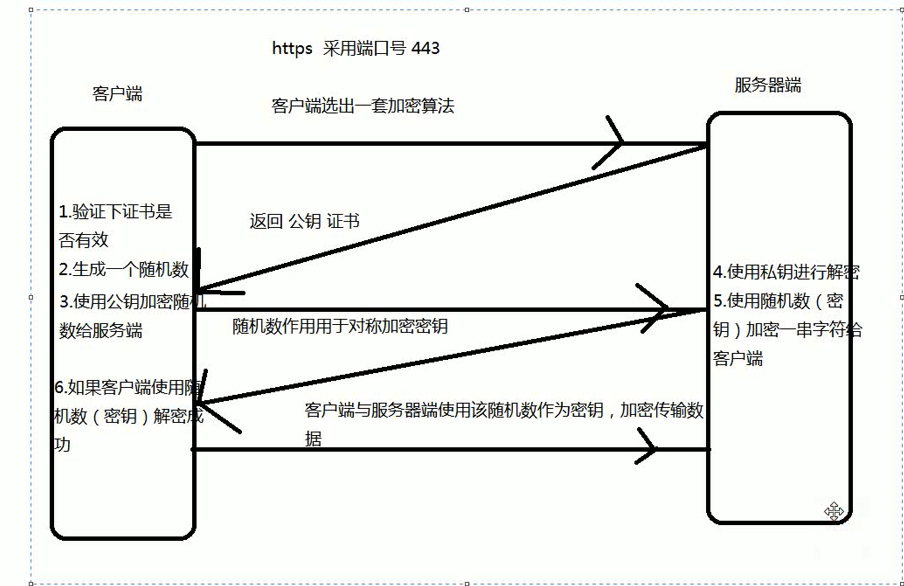 https 采用端口号 443
客户端
服务器端
客户端选出一套加密算法
1.验证下证书是
否有效
2.生成一个随机数
3.使用公钥加密随机
数给服务端
返回 公钥 证书
4.使用私钥进行解密
5.使用随机数（密
钥）加密一串字符给
客户端
随机数作用用于对称加密密钥
6.如果客户端使用随
机数（密钥）解密成
功
客户端与服务器端使用该随机数作为密钥，加密传输数
据